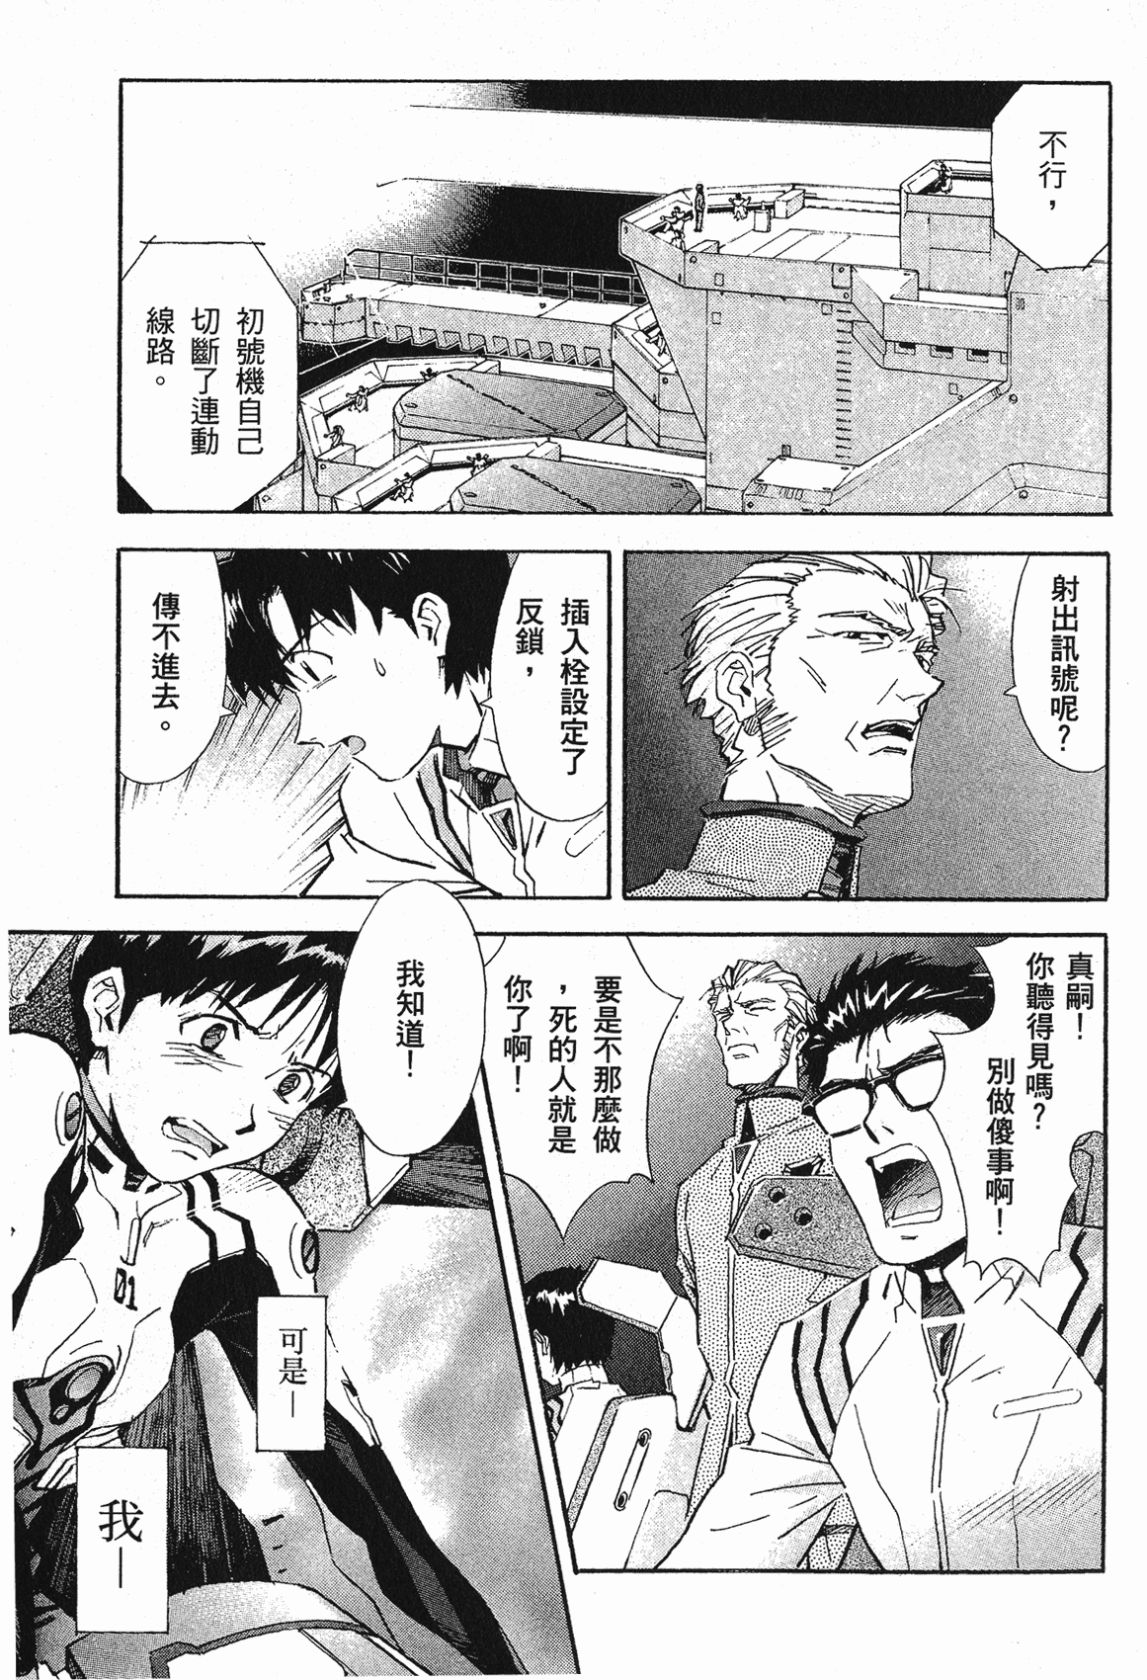 不行，
初號機自己
切斷了連動
線路。
射出訊號呢？
插入栓設定了
反鎖，
傳不進去。
真嗣！
你聽得見嗎？
別做傻事啊！
要是不那麼做
，死的人就是
你了啊！
我知道！
01
可是—
我—